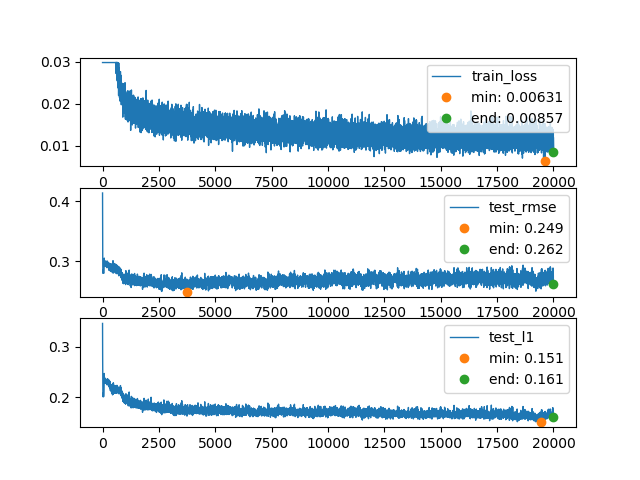 0.03
0.02
0.01
train_loss
min: 0.00631
end: 0.00857
0 2500 5000 7500 10000 12500 15000 17500 20000
0.4
0.3
test_rmse
min: 0.249
end: 0.262
0 2500 5000 7500 10000 12500 15000 17500 20000
0.3
0.2
test_l1
min: 0.151
end: 0.161
0 2500 5000 7500 10000 12500 15000 17500 20000